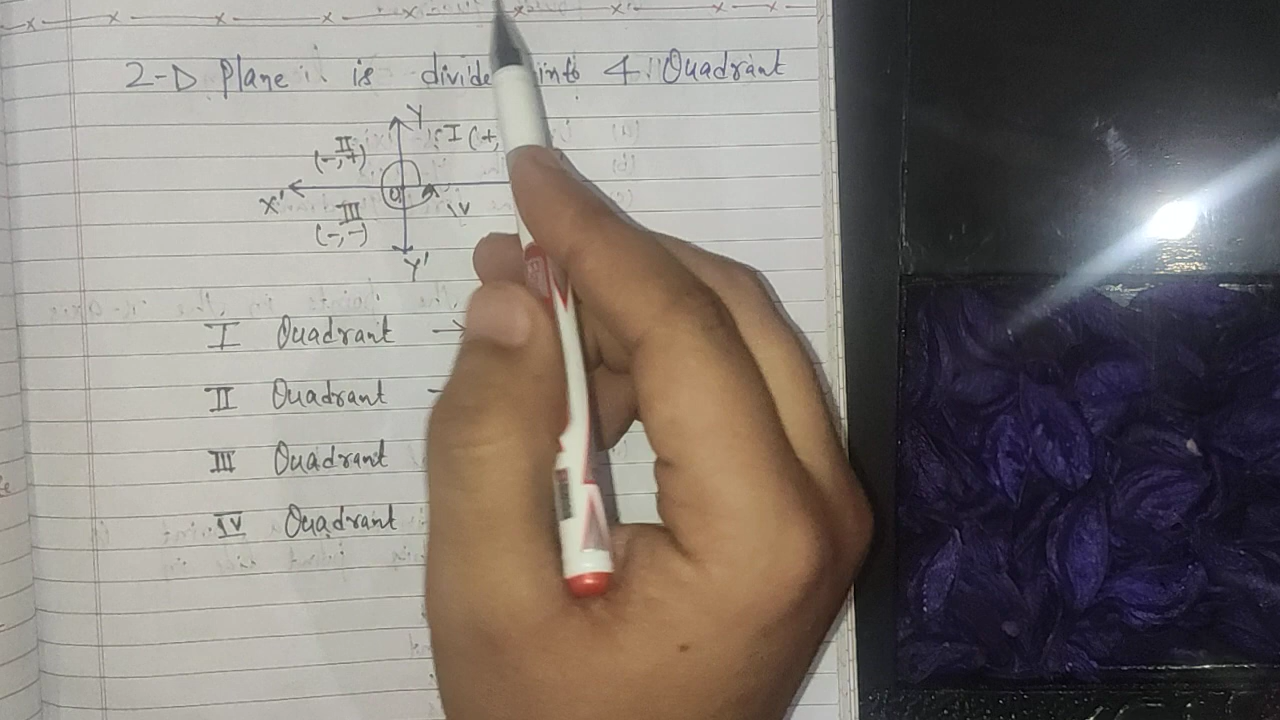 2-D Plane is divide into 4 Quadrant
Y
II
I (+,
(-,+)
X'
O
III
IV
(-,-)
Y'
I Quadrant →
II Quadrant
III Quadrant
IV Quadrant